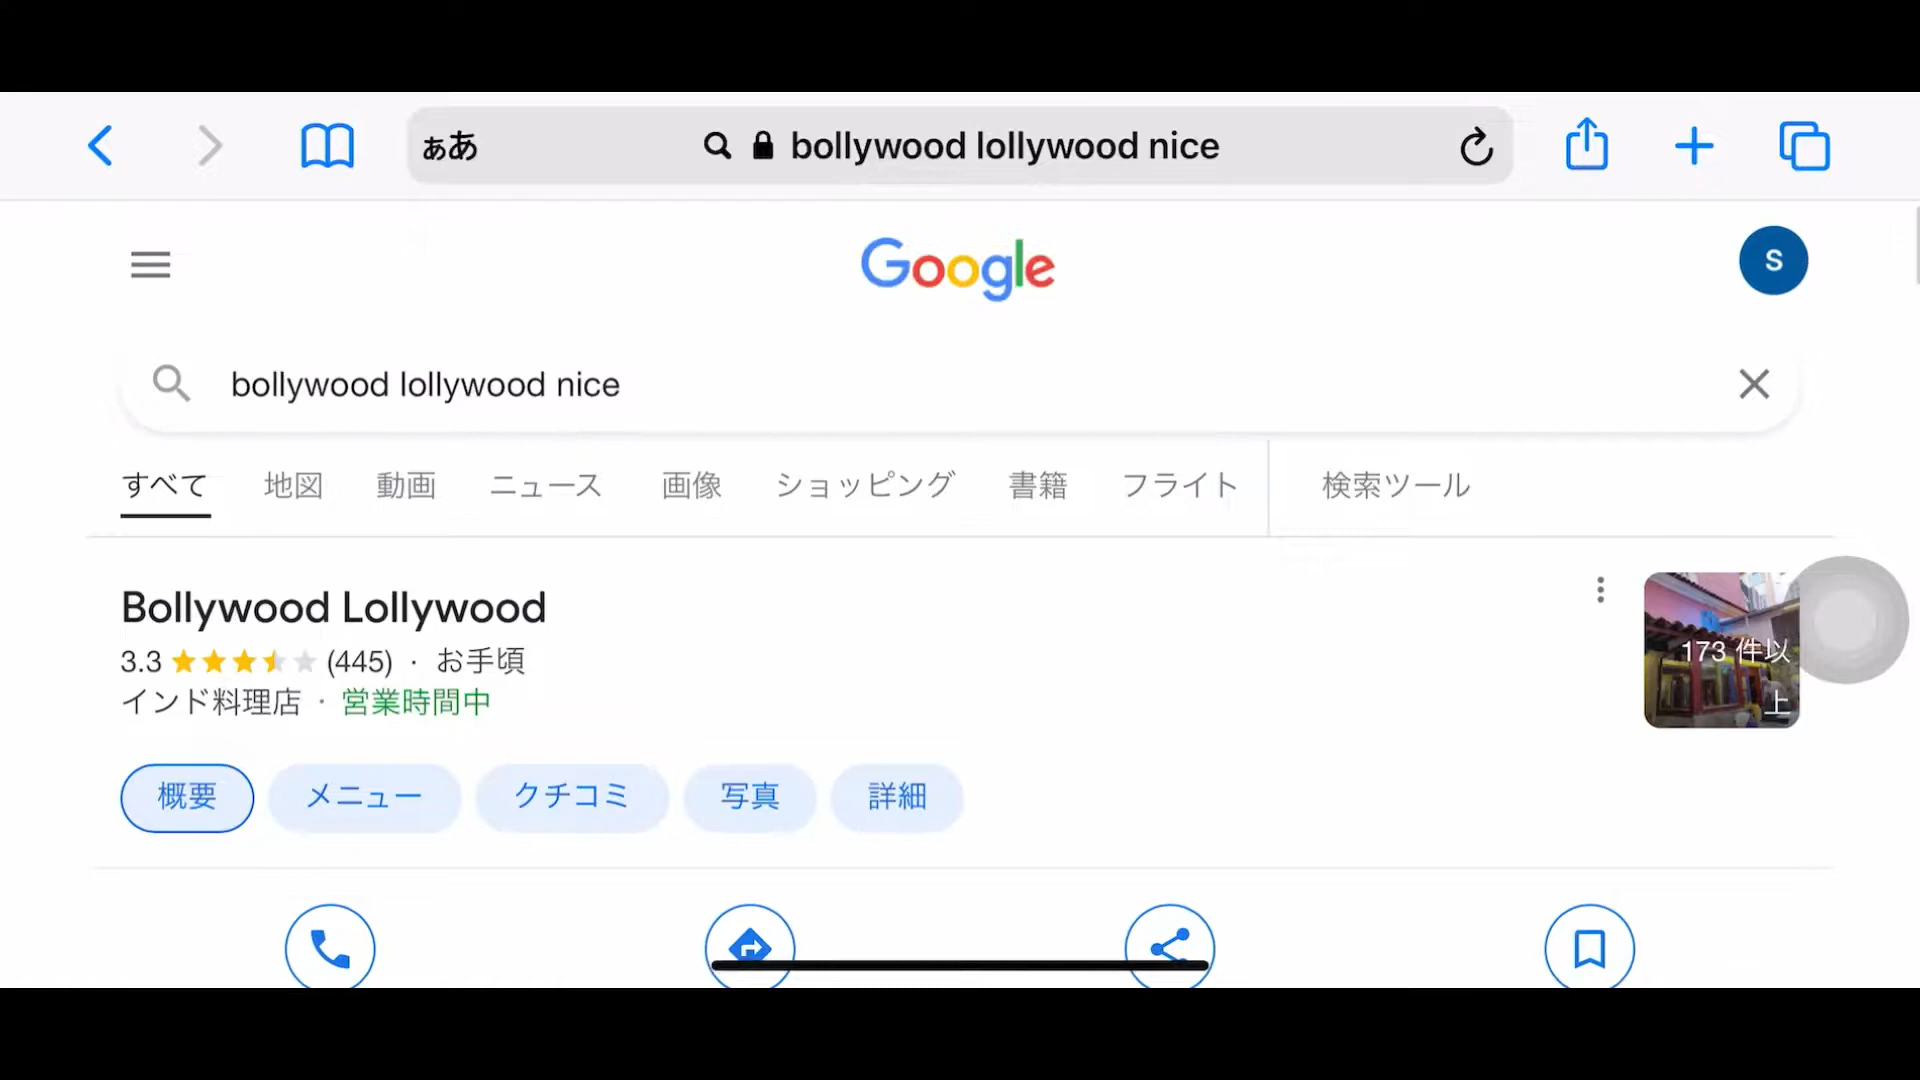 ぁあ bollywood lollywood nice
Google
S
bollywood lollywood nice
すべて 地図 動画 ニュース 画像 ショッピング 書籍 フライト 検索ツール
Bollywood Lollywood
3.3 (445) · お手頃
インド料理店 · 営業時間中
173 件以
上
概要 メニュー クチコミ 写真 詳細